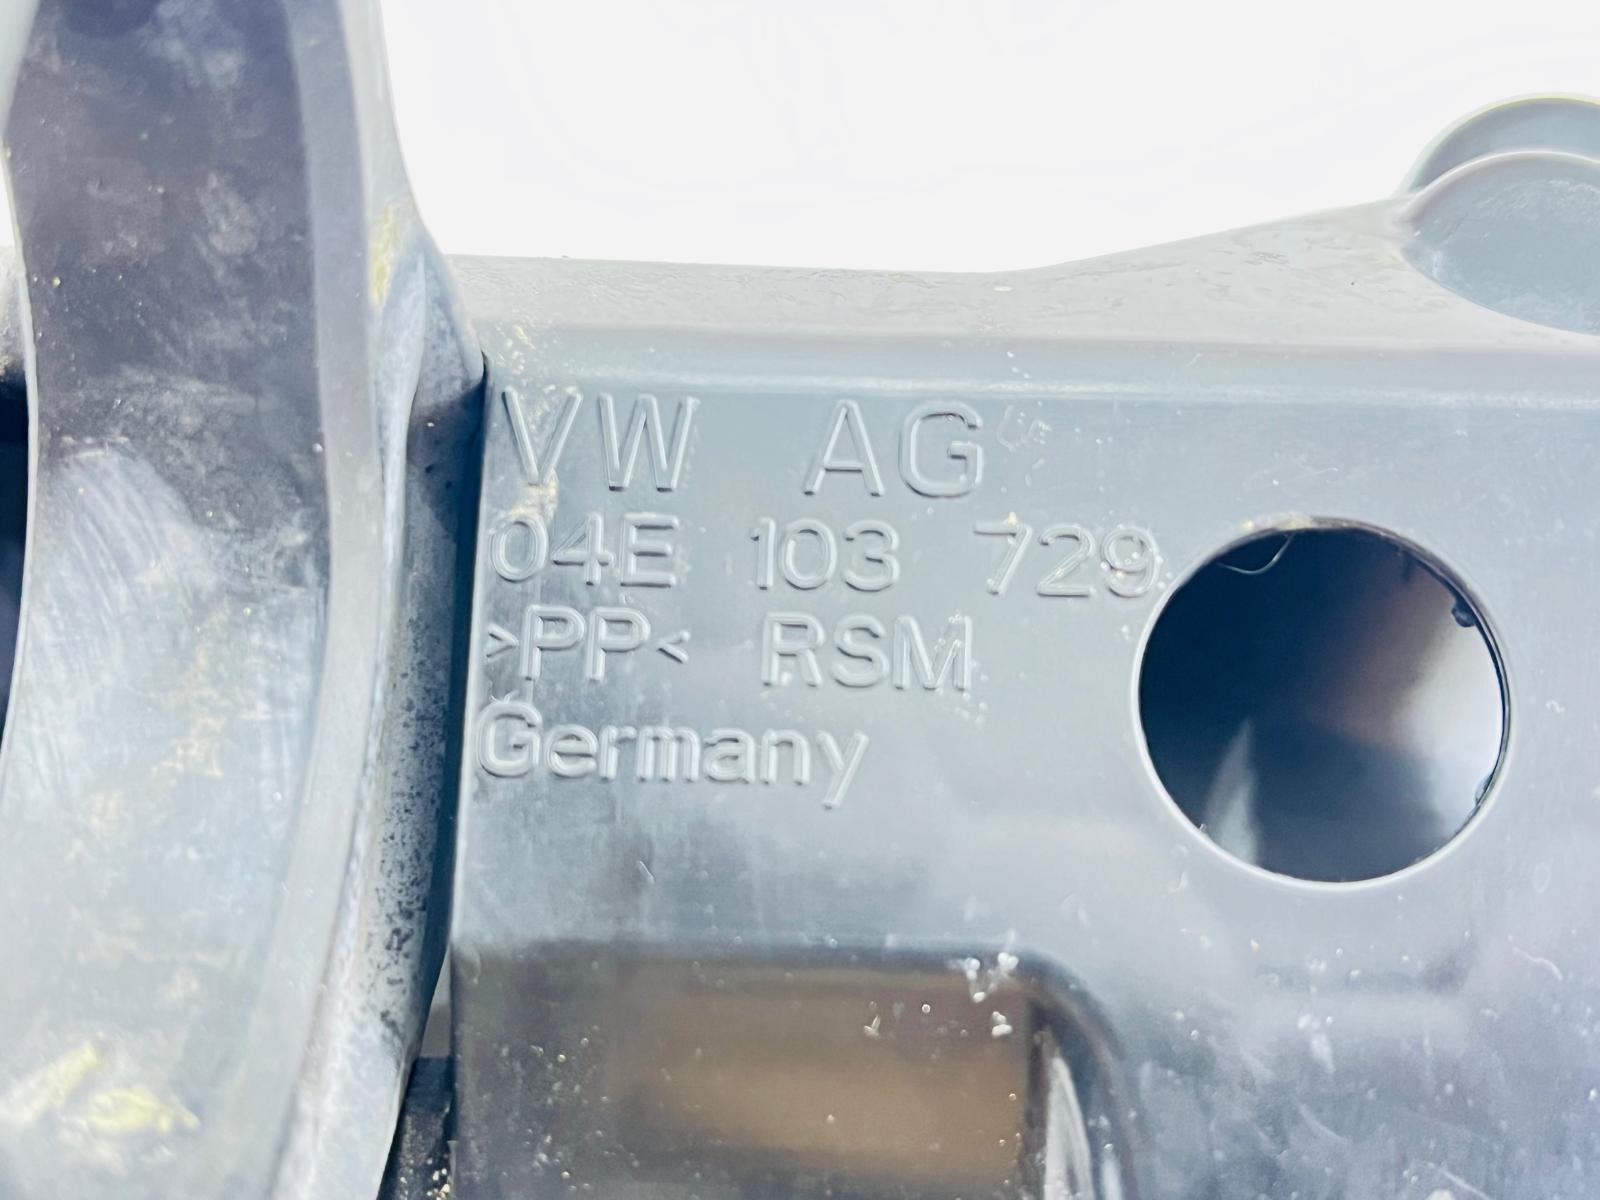 VW AG
04E 103 729
>PP< RSM
Germany